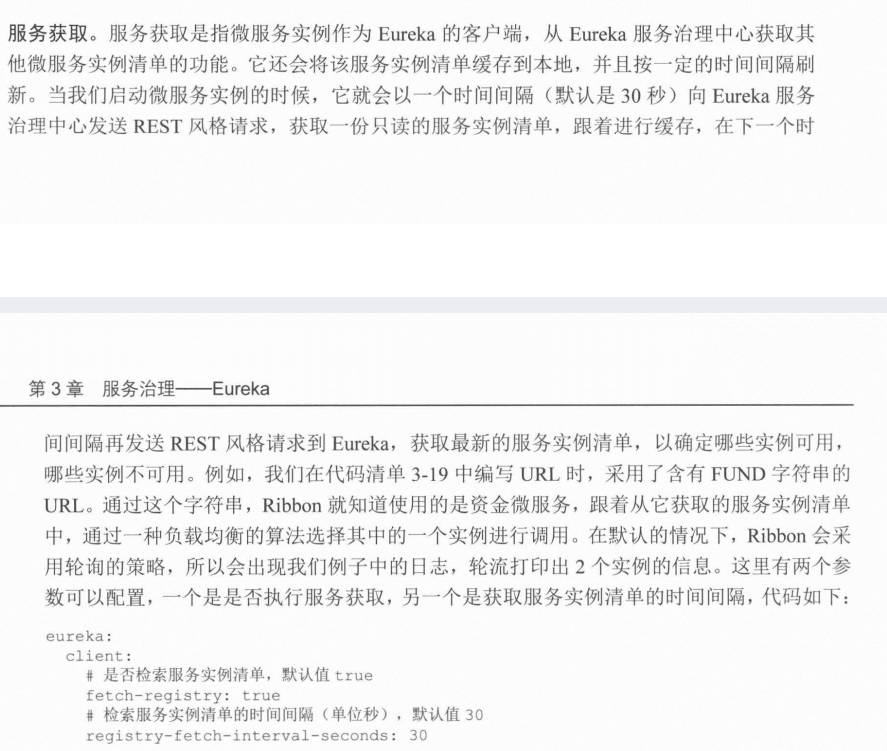 服务获取。服务获取是指微服务实例作为 Eureka 的客户端，从 Eureka 服务治理中心获取其
他微服务实例清单的功能。它还会将该服务实例清单缓存到本地，并且按一定的时间间隔刷
新。当我们启动微服务实例的时候，它就会以一个时间间隔（默认是 30 秒）向 Eureka 服务
治理中心发送 REST 风格请求，获取一份只读的服务实例清单，跟着进行缓存，在下一个时
第 3 章 服务治理——Eureka
间间隔再发送 REST 风格请求到 Eureka，获取最新的服务实例清单，以确定哪些实例可用，
哪些实例不可用。例如，我们在代码清单 3-19 中编写 URL 时，采用了含有 FUND 字符串的
URL。通过这个字符串，Ribbon 就知道使用的是资金微服务，跟着从它获取的服务实例清单
中，通过一种负载均衡的算法选择其中的一个实例进行调用。在默认的情况下，Ribbon 会采
用轮询的策略，所以会出现我们例子中的日志，轮流打印出 2 个实例的信息。这里有两个参
数可以配置，一个是是否执行服务获取，另一个是获取服务实例清单的时间间隔，代码如下：
eureka:
  client:
    # 是否检索服务实例清单，默认值 true
    fetch-registry: true
    # 检索服务实例清单的时间间隔（单位秒），默认值 30
    registry-fetch-interval-seconds: 30